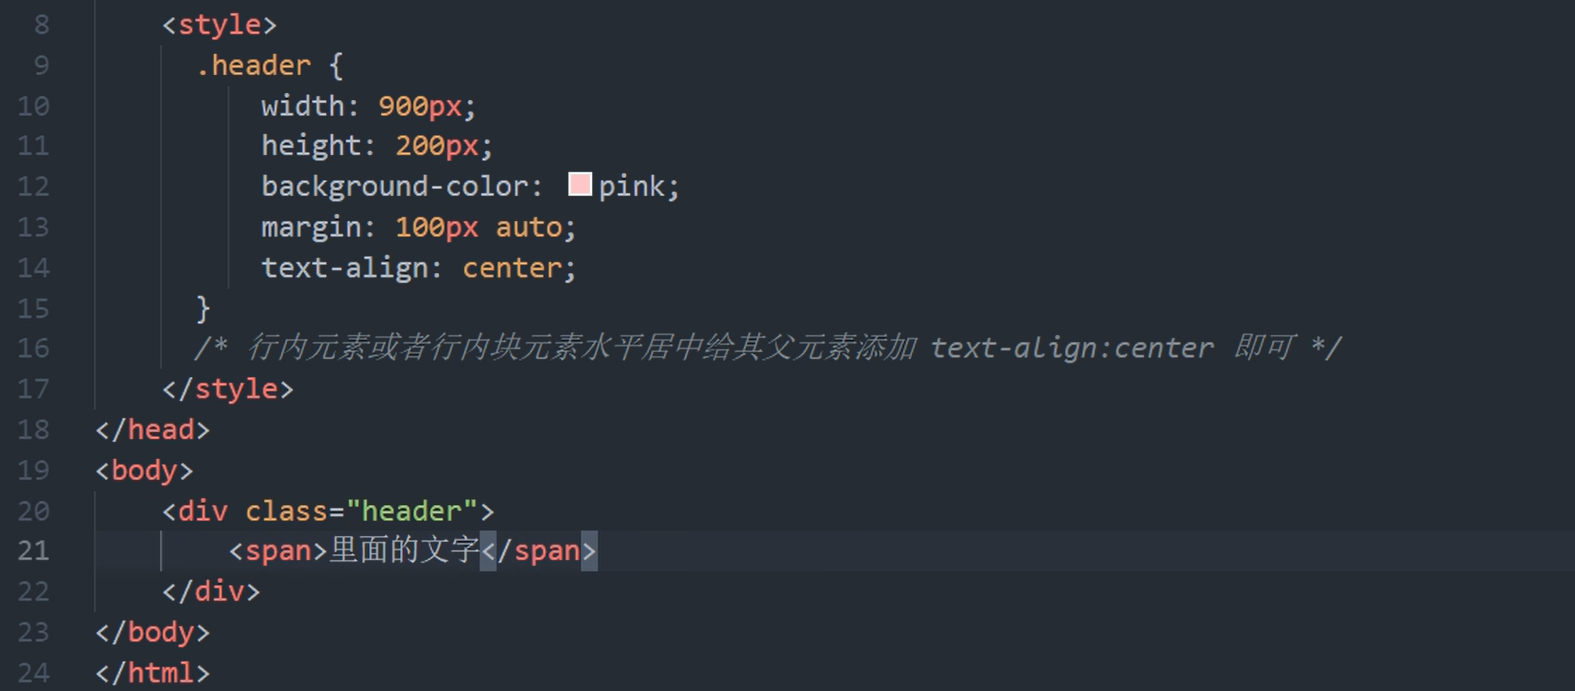 8 <style>
9 .header {
10 width: 900px;
11 height: 200px;
12 background-color: pink;
13 margin: 100px auto;
14 text-align: center;
15 }
16 /* 行内元素或者行内块元素水平居中给其父元素添加 text-align:center 即可 */
17 </style>
18 </head>
19 <body>
20 <div class="header">
21 <span>里面的文字</span>
22 </div>
23 </body>
24 </html>